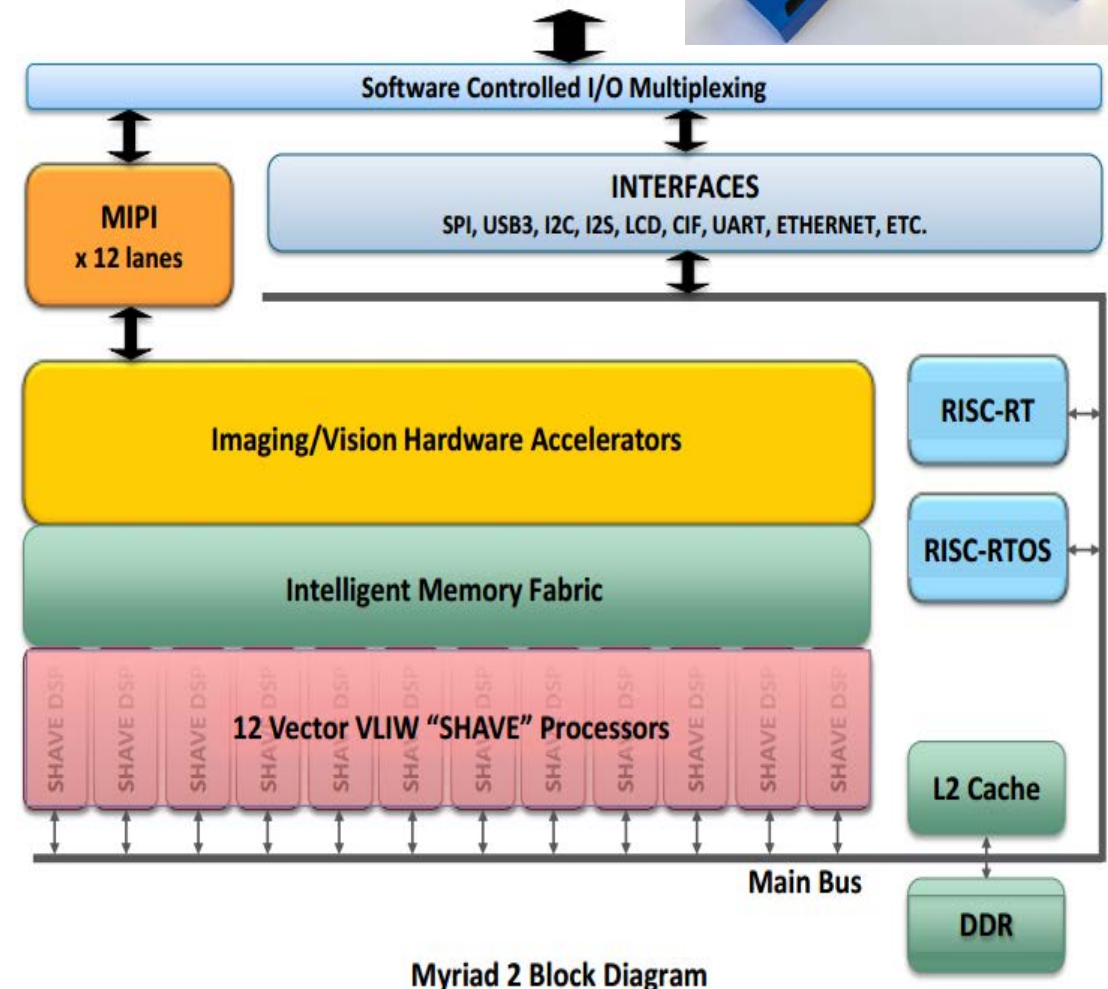 Software Controlled I/O Multiplexing
MIPI
x 12 lanes
INTERFACES
SPI, USB3, I2C, I2S, LCD, CIF, UART, ETHERNET, ETC.
Imaging/Vision Hardware Accelerators
RISC-RT
RISC-RTOS
Intelligent Memory Fabric
12 Vector VLIW “SHAVE” Processors
SHAVE DSP
SHAVE DSP
SHAVE DSP
SHAVE DSP
SHAVE DSP
SHAVE DSP
SHAVE DSP
SHAVE DSP
SHAVE DSP
SHAVE DSP
SHAVE DSP
SHAVE DSP
L2 Cache
Main Bus
DDR
Myriad 2 Block Diagram